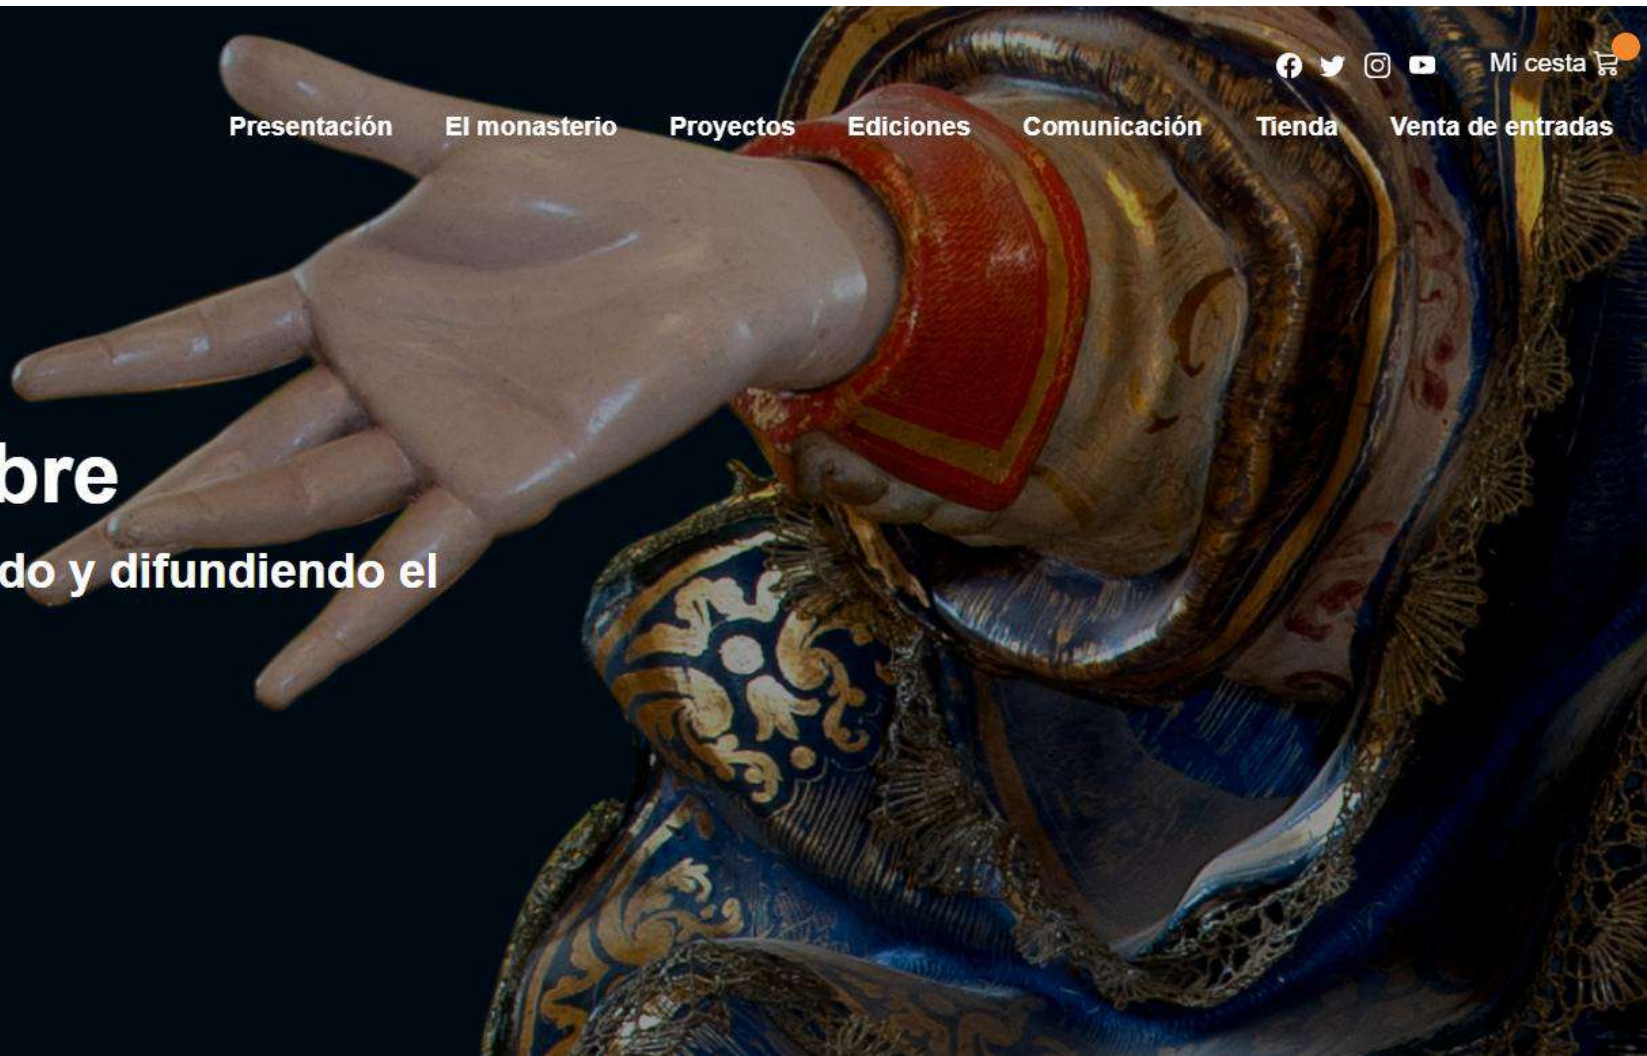 Mi cesta
Presentación El monasterio Proyectos Ediciones Comunicación Tienda Venta de entradas
bre
do y difundiendo el